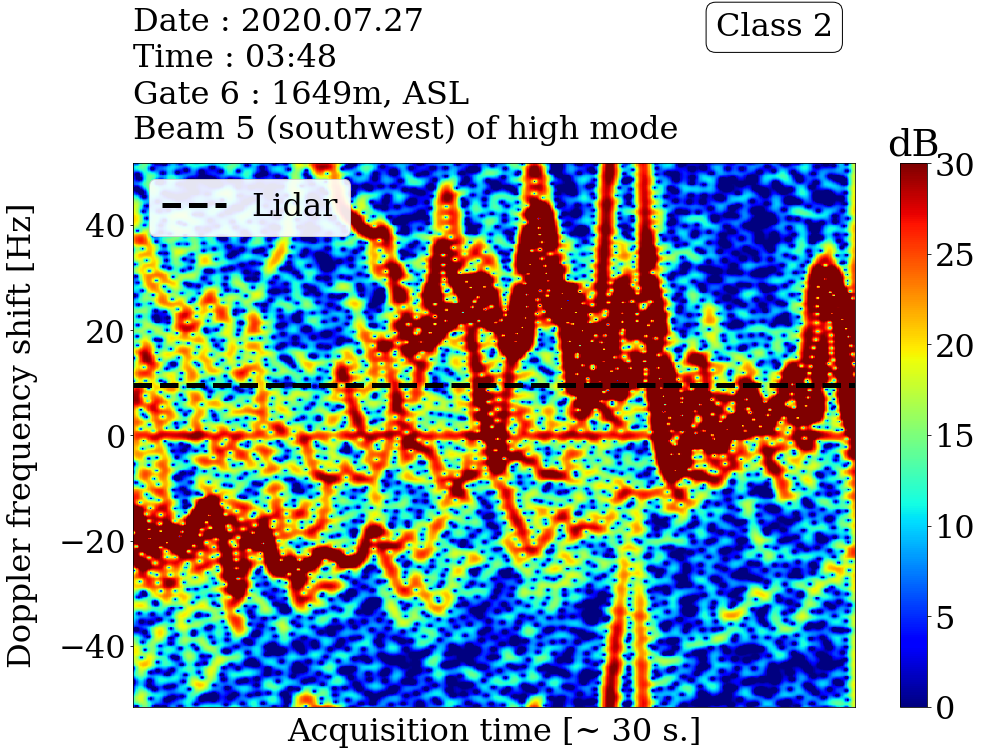 Date : 2020.07.27
Time : 03:48
Gate 6 : 1649m, ASL
Beam 5 (southwest) of high mode
Class 2
dB
Lidar
Doppler frequency shift [Hz]
40
20
0
−20
−40
Acquisition time [~ 30 s.]
30
25
20
15
10
5
0